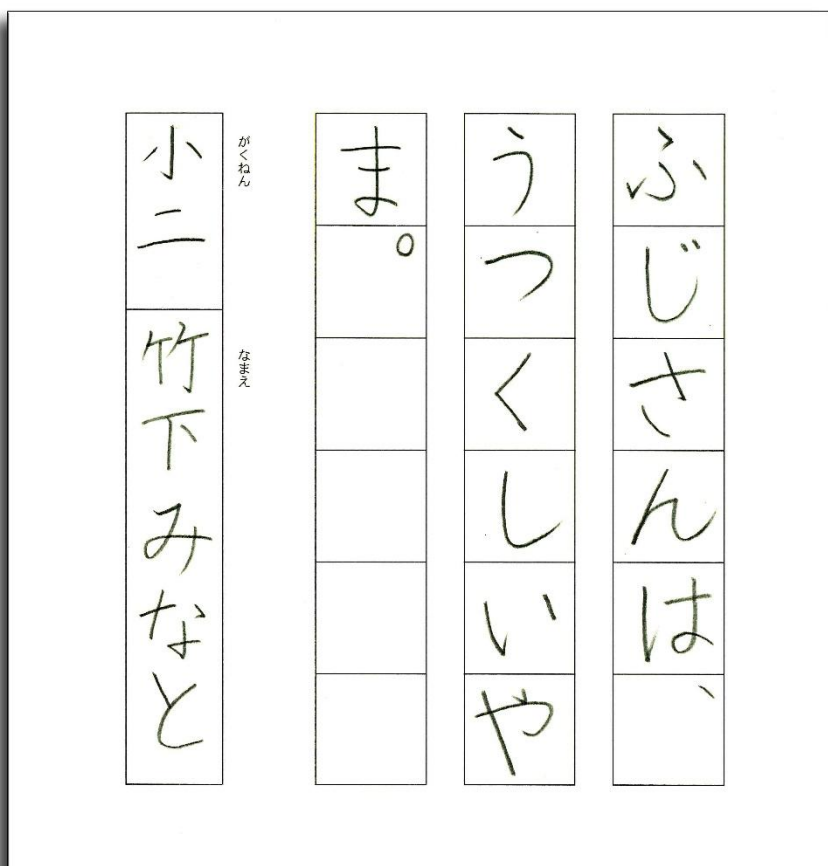 ふじさんは、
うつくしいや
ま。
がくねん
小二
なまえ
竹下みなと